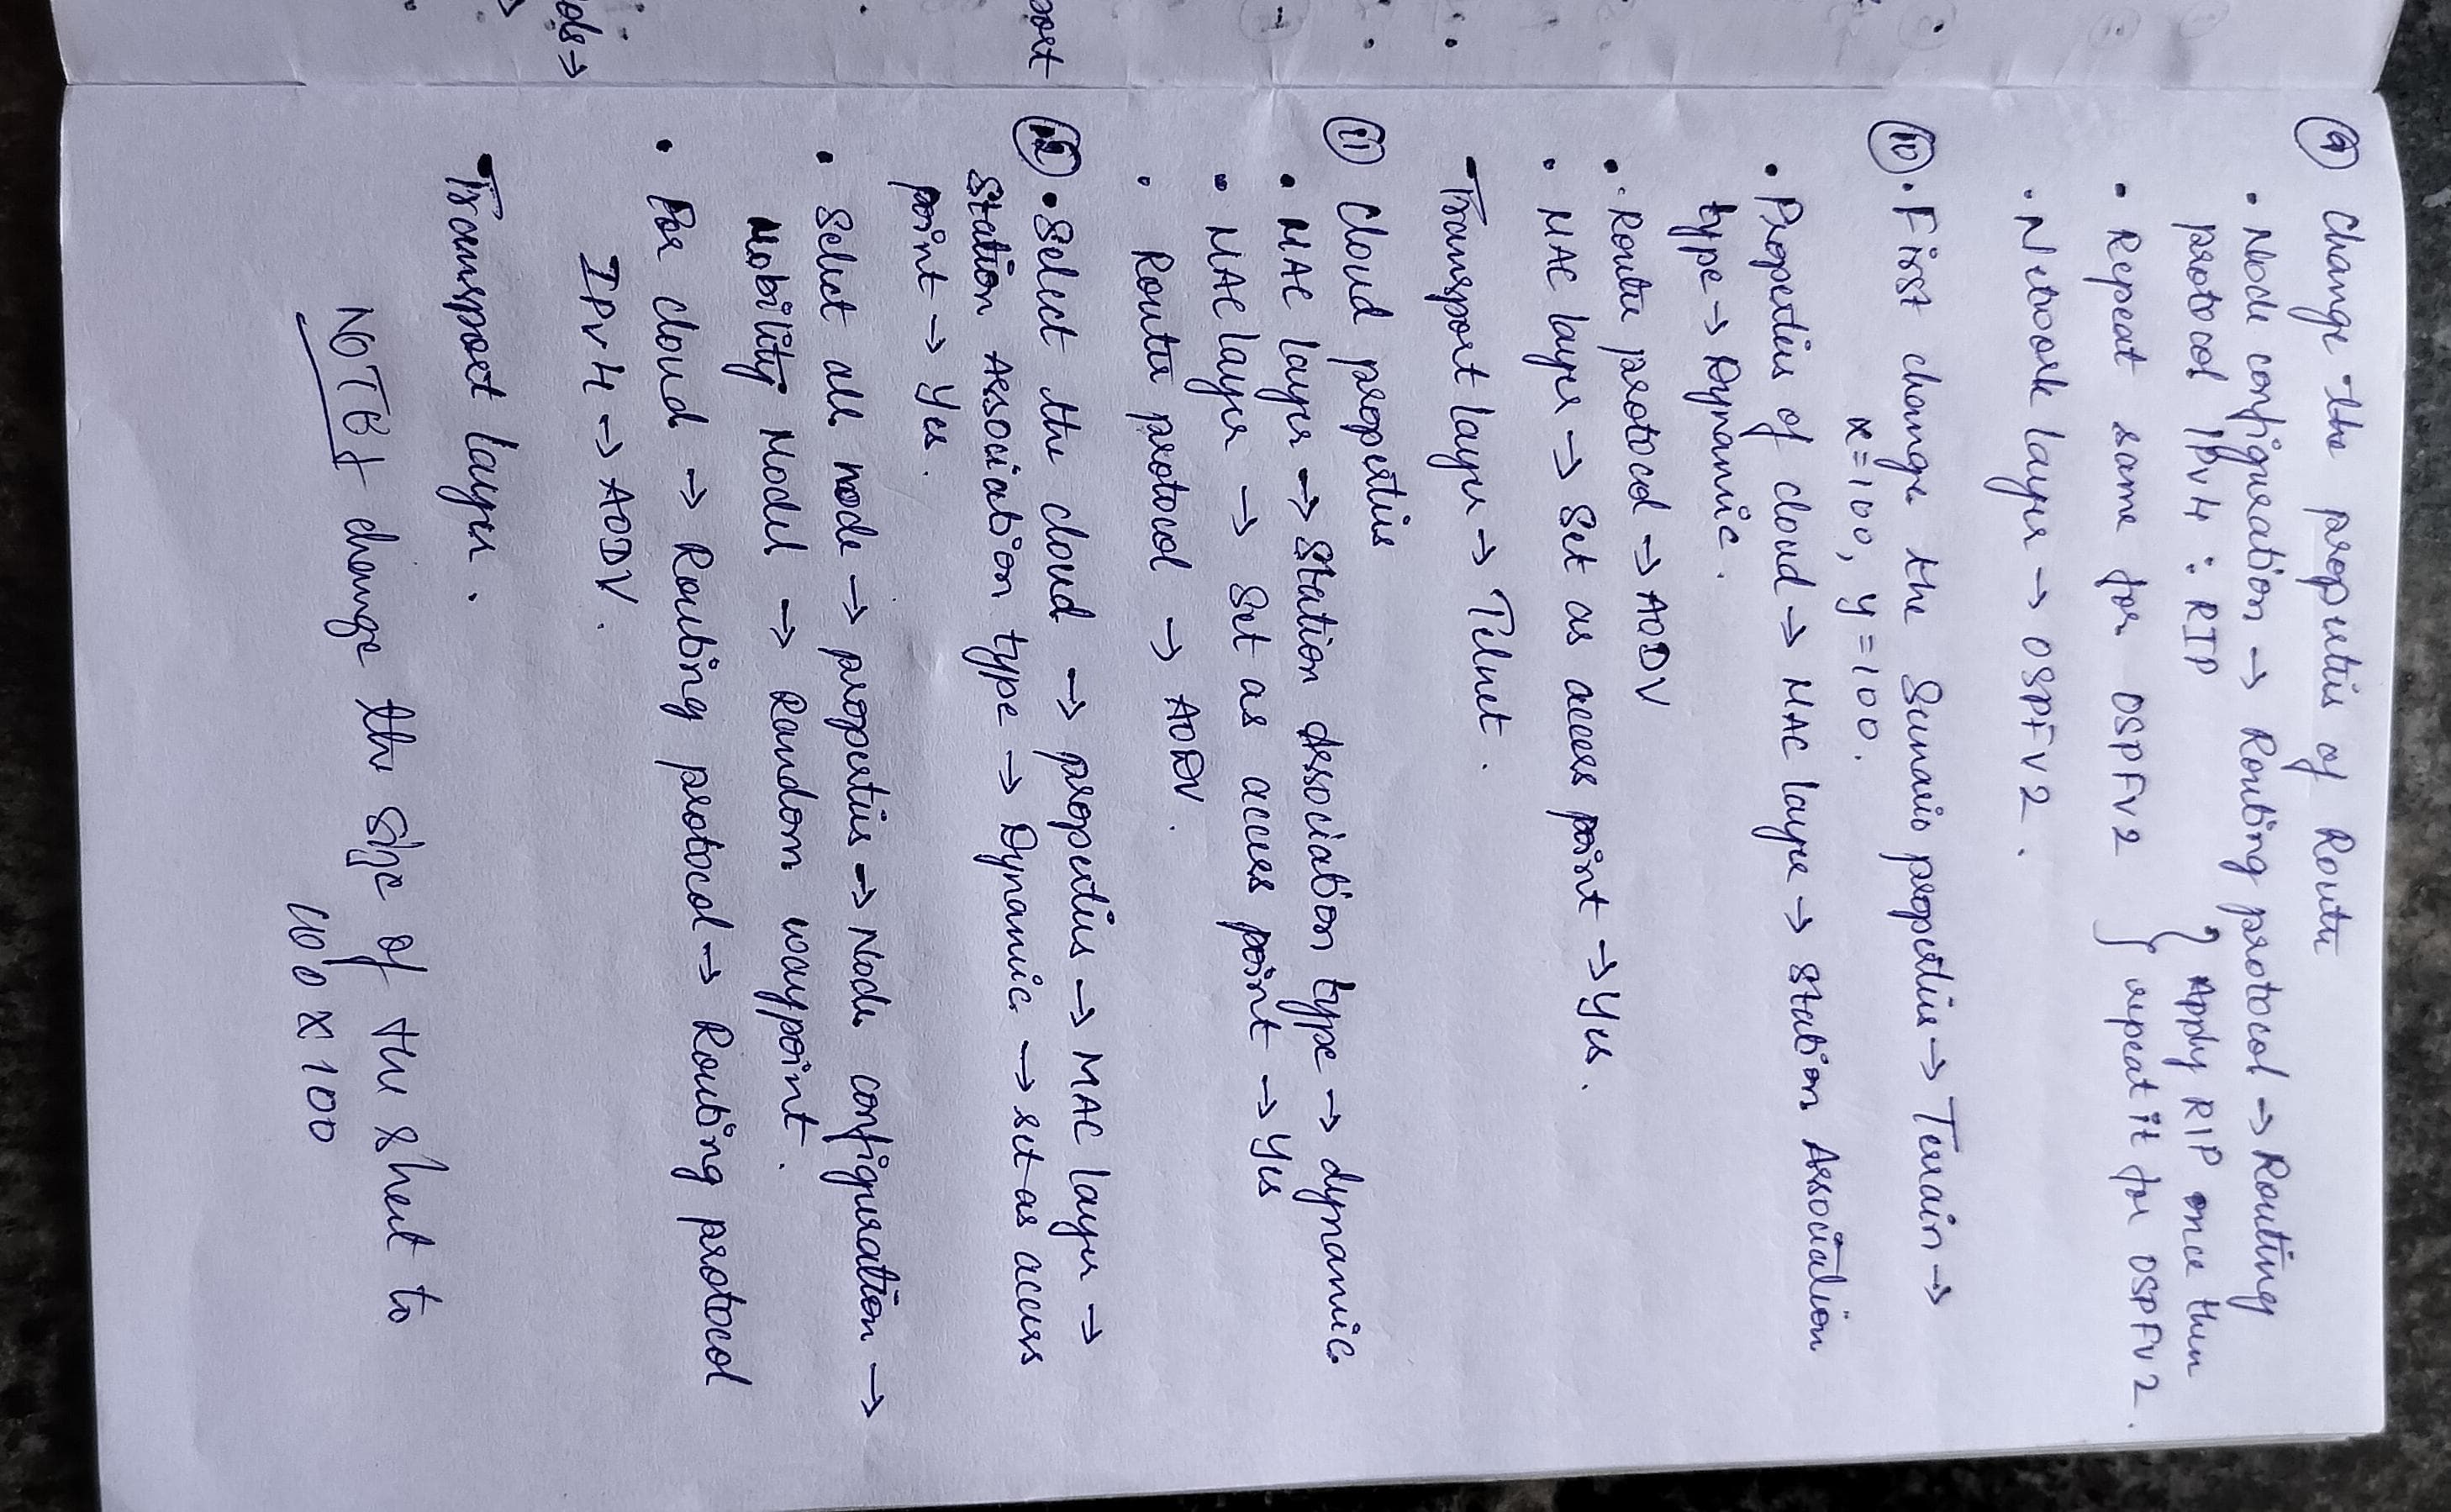 ⑨ Change the properties of Route
• Node configuration → Routing protocol → Routing
protocol IPv4 : RIP } Apply RIP once then
• Repeat same for OSPFv2 } repeat it for OSPFv2.
• Network layer → OSPFv2.
⑩ • First change the Scenario properties → Terrain →
x=100, y=100.
• Properties of cloud → MAC layer → Station Association
type → Dynamic.
• Route protocol → AODV
• MAC layer → Set as access point → Yes.
• Transport layer → Telnet.
⑪ Cloud properties
• MAC layer → Station Association type → dynamic
• MAC layer → Set as access point → Yes
• Route protocol → AODV.
⑫ • Select the cloud → properties → MAC layer →
Station Association type → Dynamic → set as access
point → Yes.
• Select all node → properties → Node configuration →
Mobility Model → Random waypoint.
• For cloud → Routing protocol → Routing protocol
IPv4 → AODV.
• Transport layer.
NOTE: change the size of the sheet to
100 x 100
port
ods →